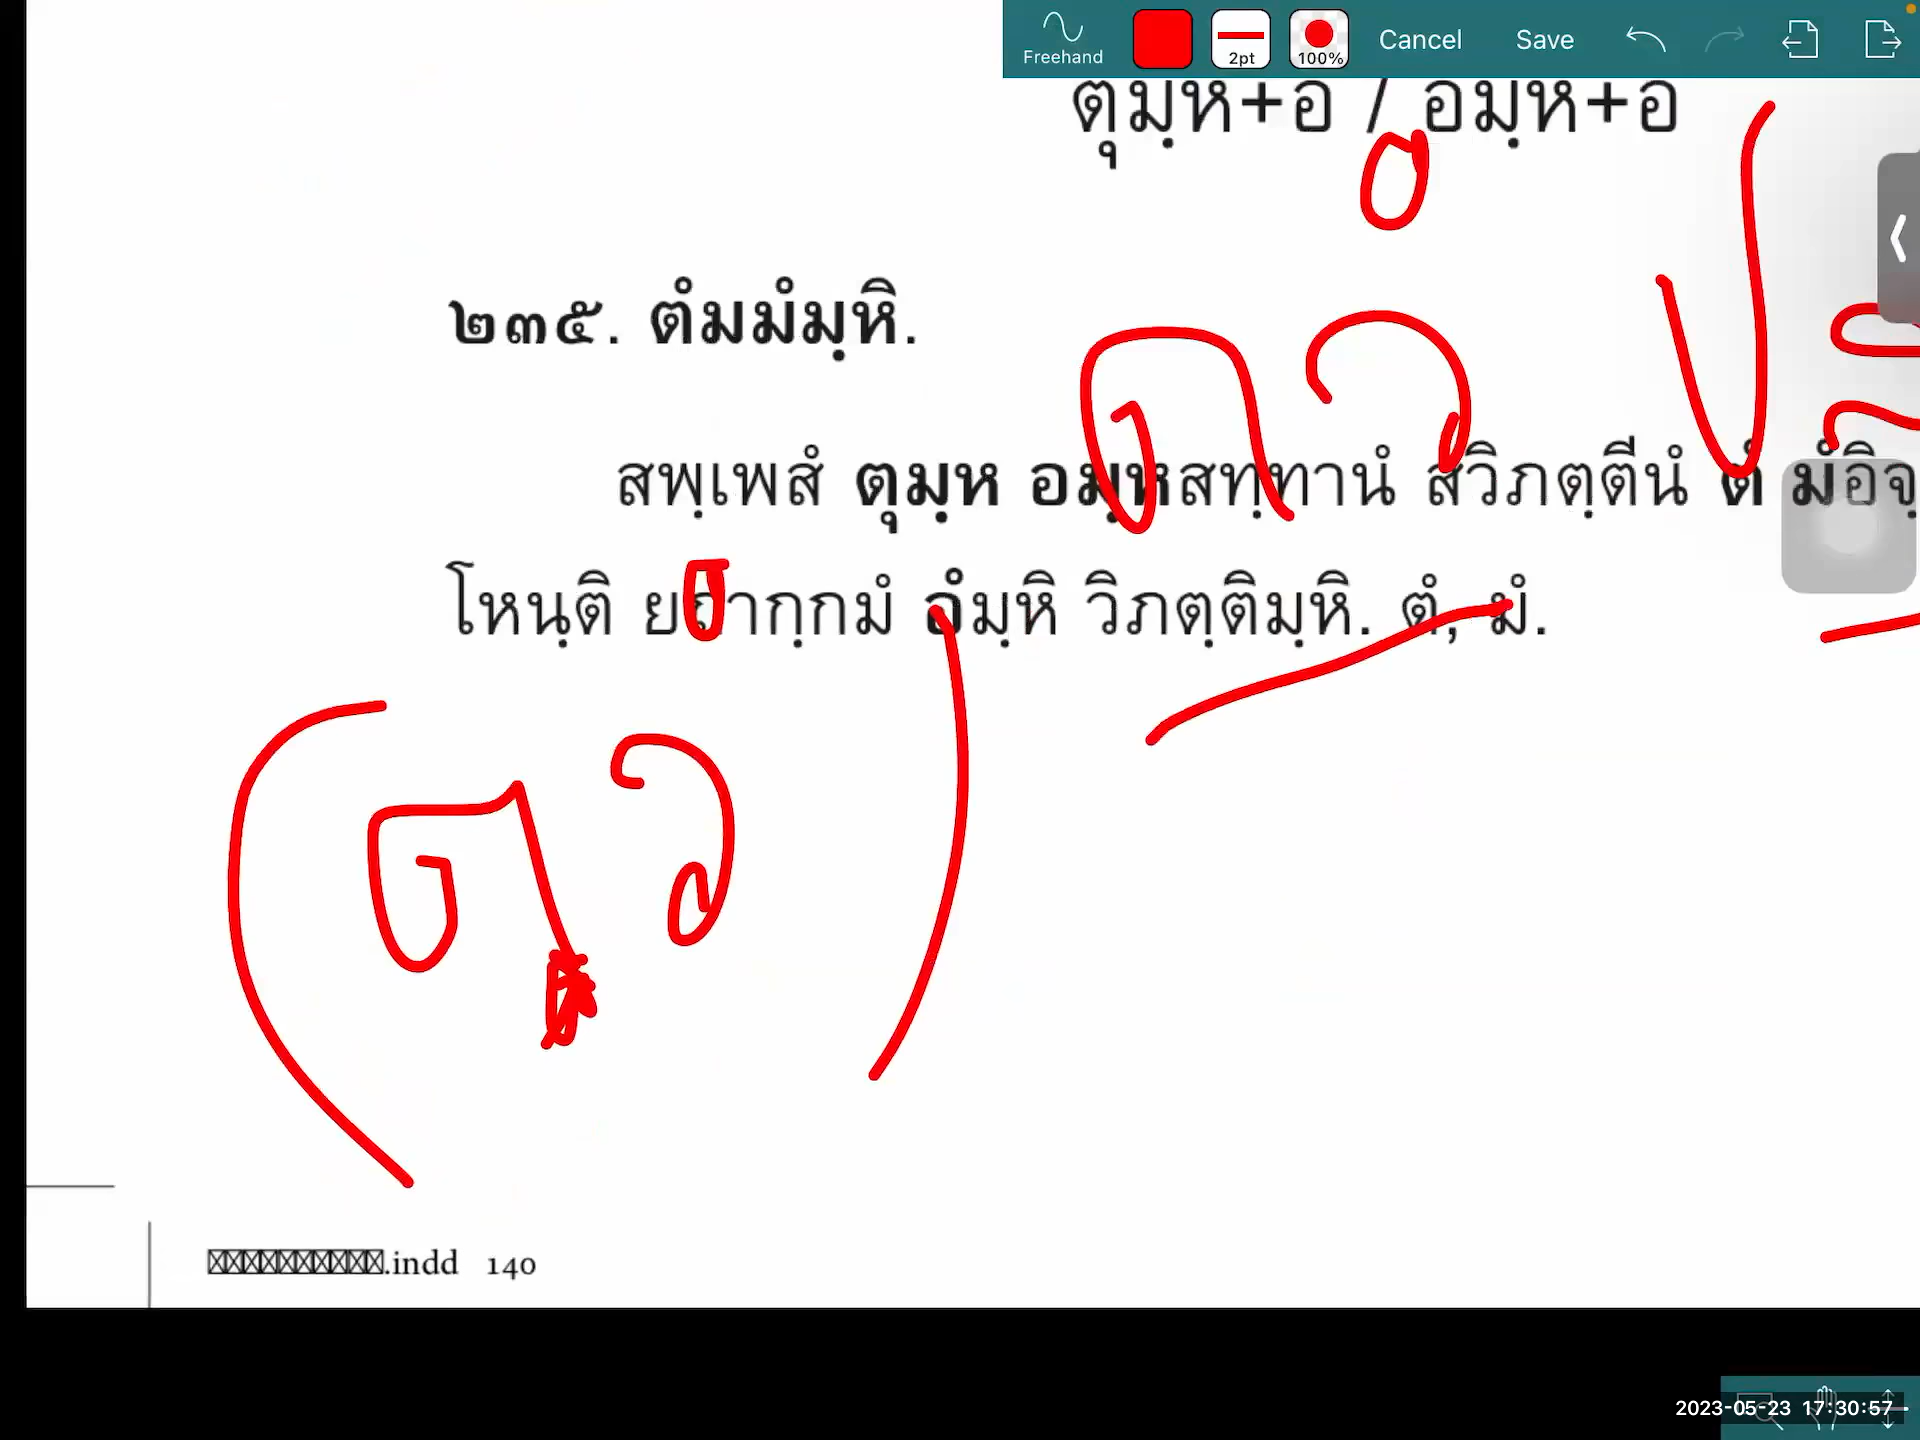 Freehand 2pt 100% Cancel Save
ตุมฺห+อ / อมฺห+อ
๒๓๕. ตํมมํมฺหิ.
สพฺเพสํ ตุมฺห อมฺหสทฺทานํ สวิภตฺตีนํ ตํ มํอิจฺ
โหนฺติ ยถากฺกมํ อํมฺหิ วิภตฺติมฺหิ. ตํ, มํ.
ตฺว
ตว
.indd 140
2023-05-23 17:30:57